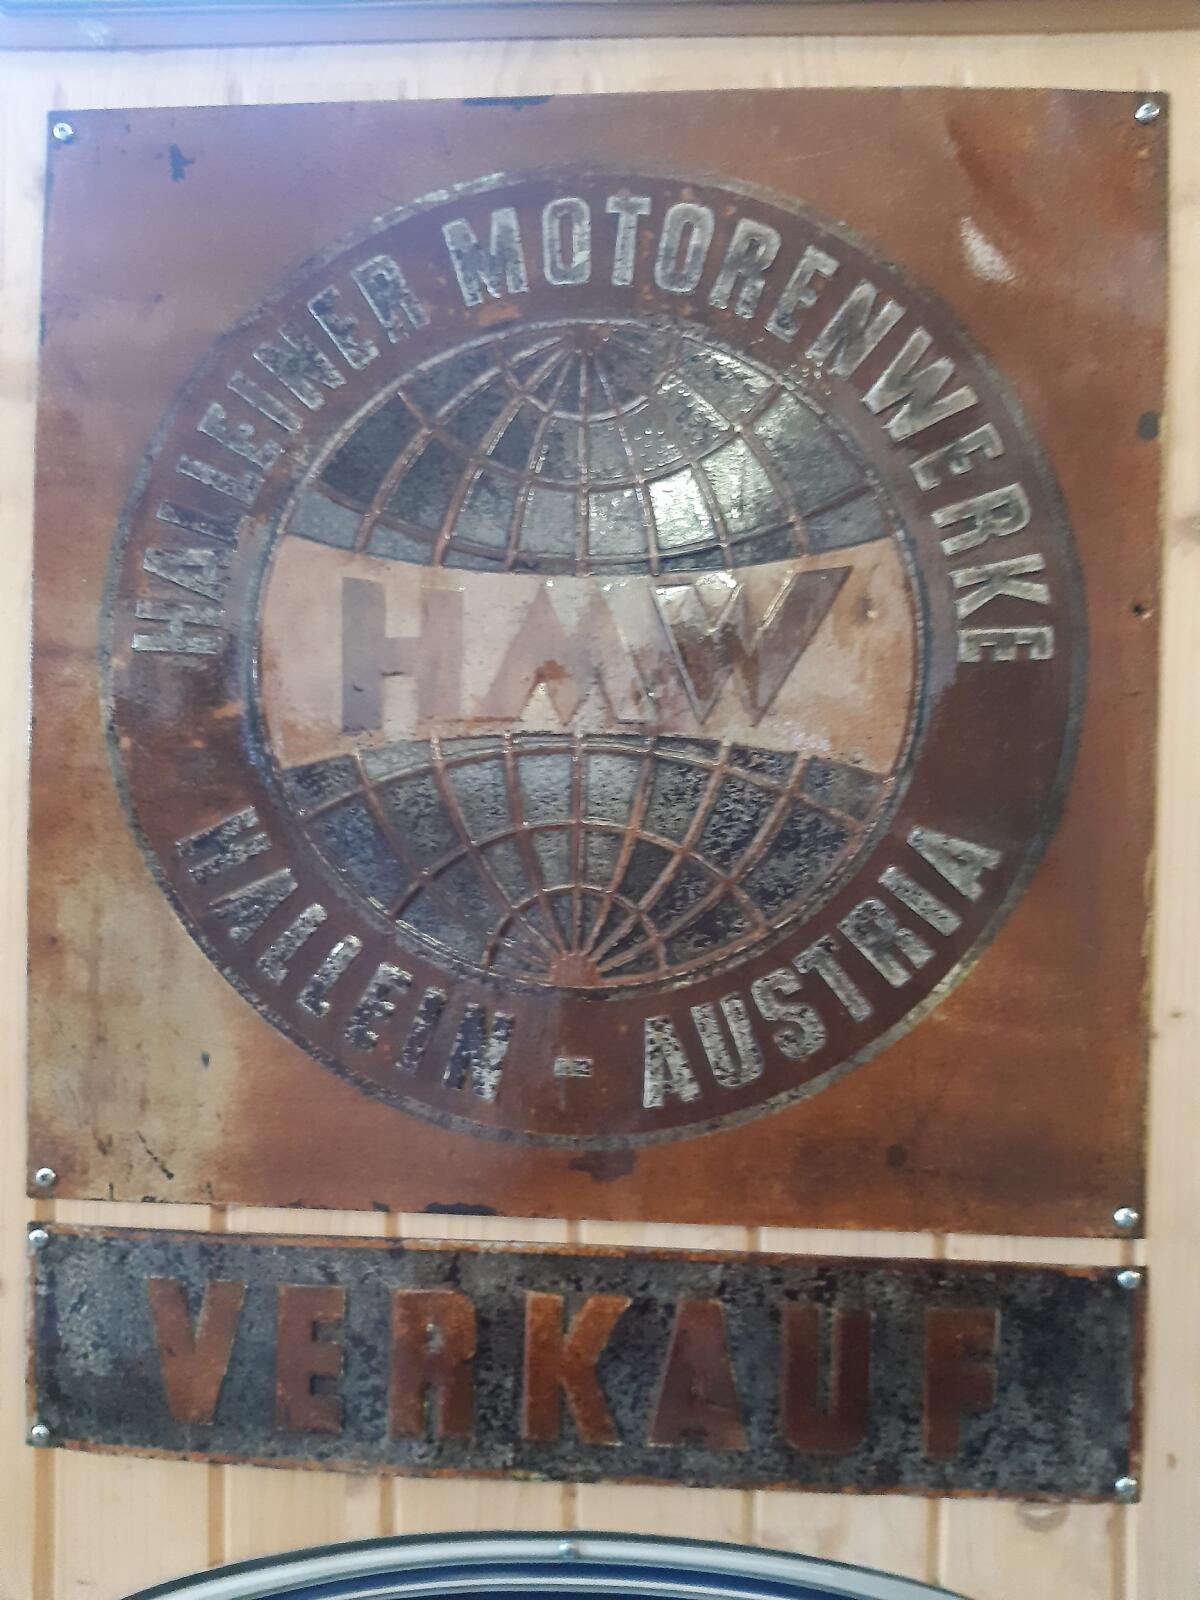 HALLEINER MOTORENWERKE
HMW
HALLEIN - AUSTRIA
VERKAUF